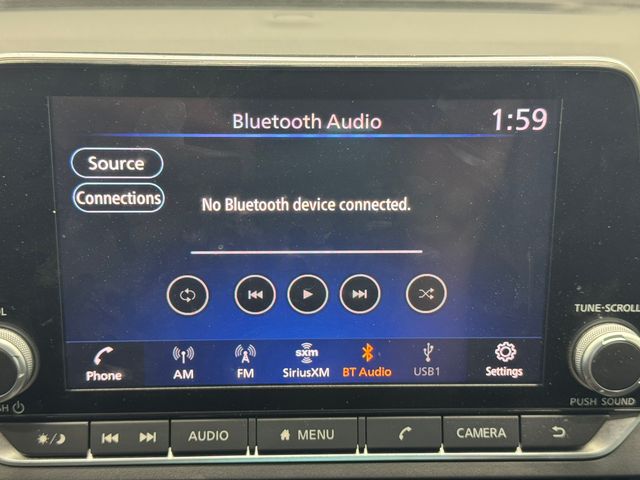 Bluetooth Audio 1:59
Source
Connections
No Bluetooth device connected.
Phone AM FM sxm SiriusXM BT Audio USB1 Settings
TUNE·SCROLL
PUSH SOUND
AUDIO MENU CAMERA